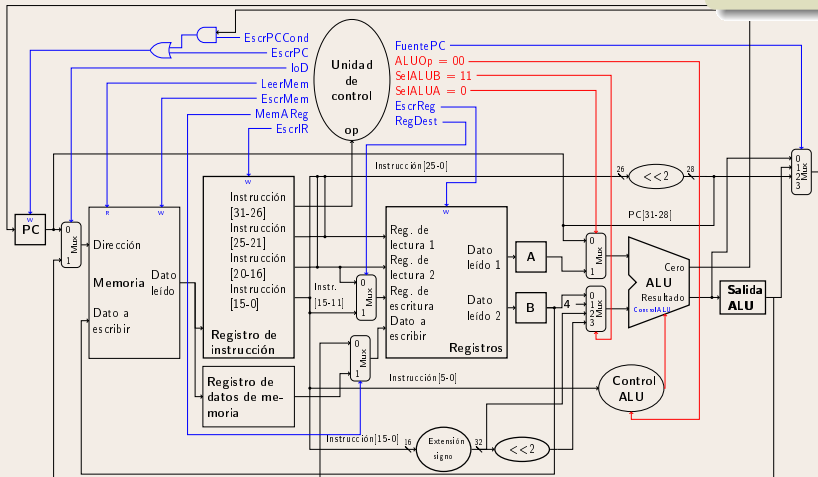 EscrPCCond
EscrPC
IoD
LeerMem
EscrMem
MemAReg
EscrIR
Unidad
de
control
op
FuentePC
ALUOp = 00
SelALUB = 11
SelALUA = 0
EscrReg
RegDest
Instrucción[25-0]
26
<<2
28
PC[31-28]
0
1
2
3
Mux
W
PC
0
Mux
1
R
W
Dirección
Memoria
Dato
leído
Dato a
escribir
W
Instrucción
[31-26]
Instrucción
[25-21]
Instrucción
[20-16]
Instrucción
[15-0]
Registro de
instrucción
Registro de
datos de me-
moria
Instr.
[15-11]
0
Mux
1
0
Mux
1
W
Reg. de
lectura 1
Reg. de
lectura 2
Reg. de
escritura
Dato a
escribir
Dato
leído 1
Dato
leído 2
Registros
A
B
4
0
Mux
1
0
1
2
3
Mux
Cero
ALU
Resultado
ControlALU
Salida
ALU
Instrucción[5-0]
Control
ALU
Instrucción[15-0]
16
Extensión
signo
32
<<2